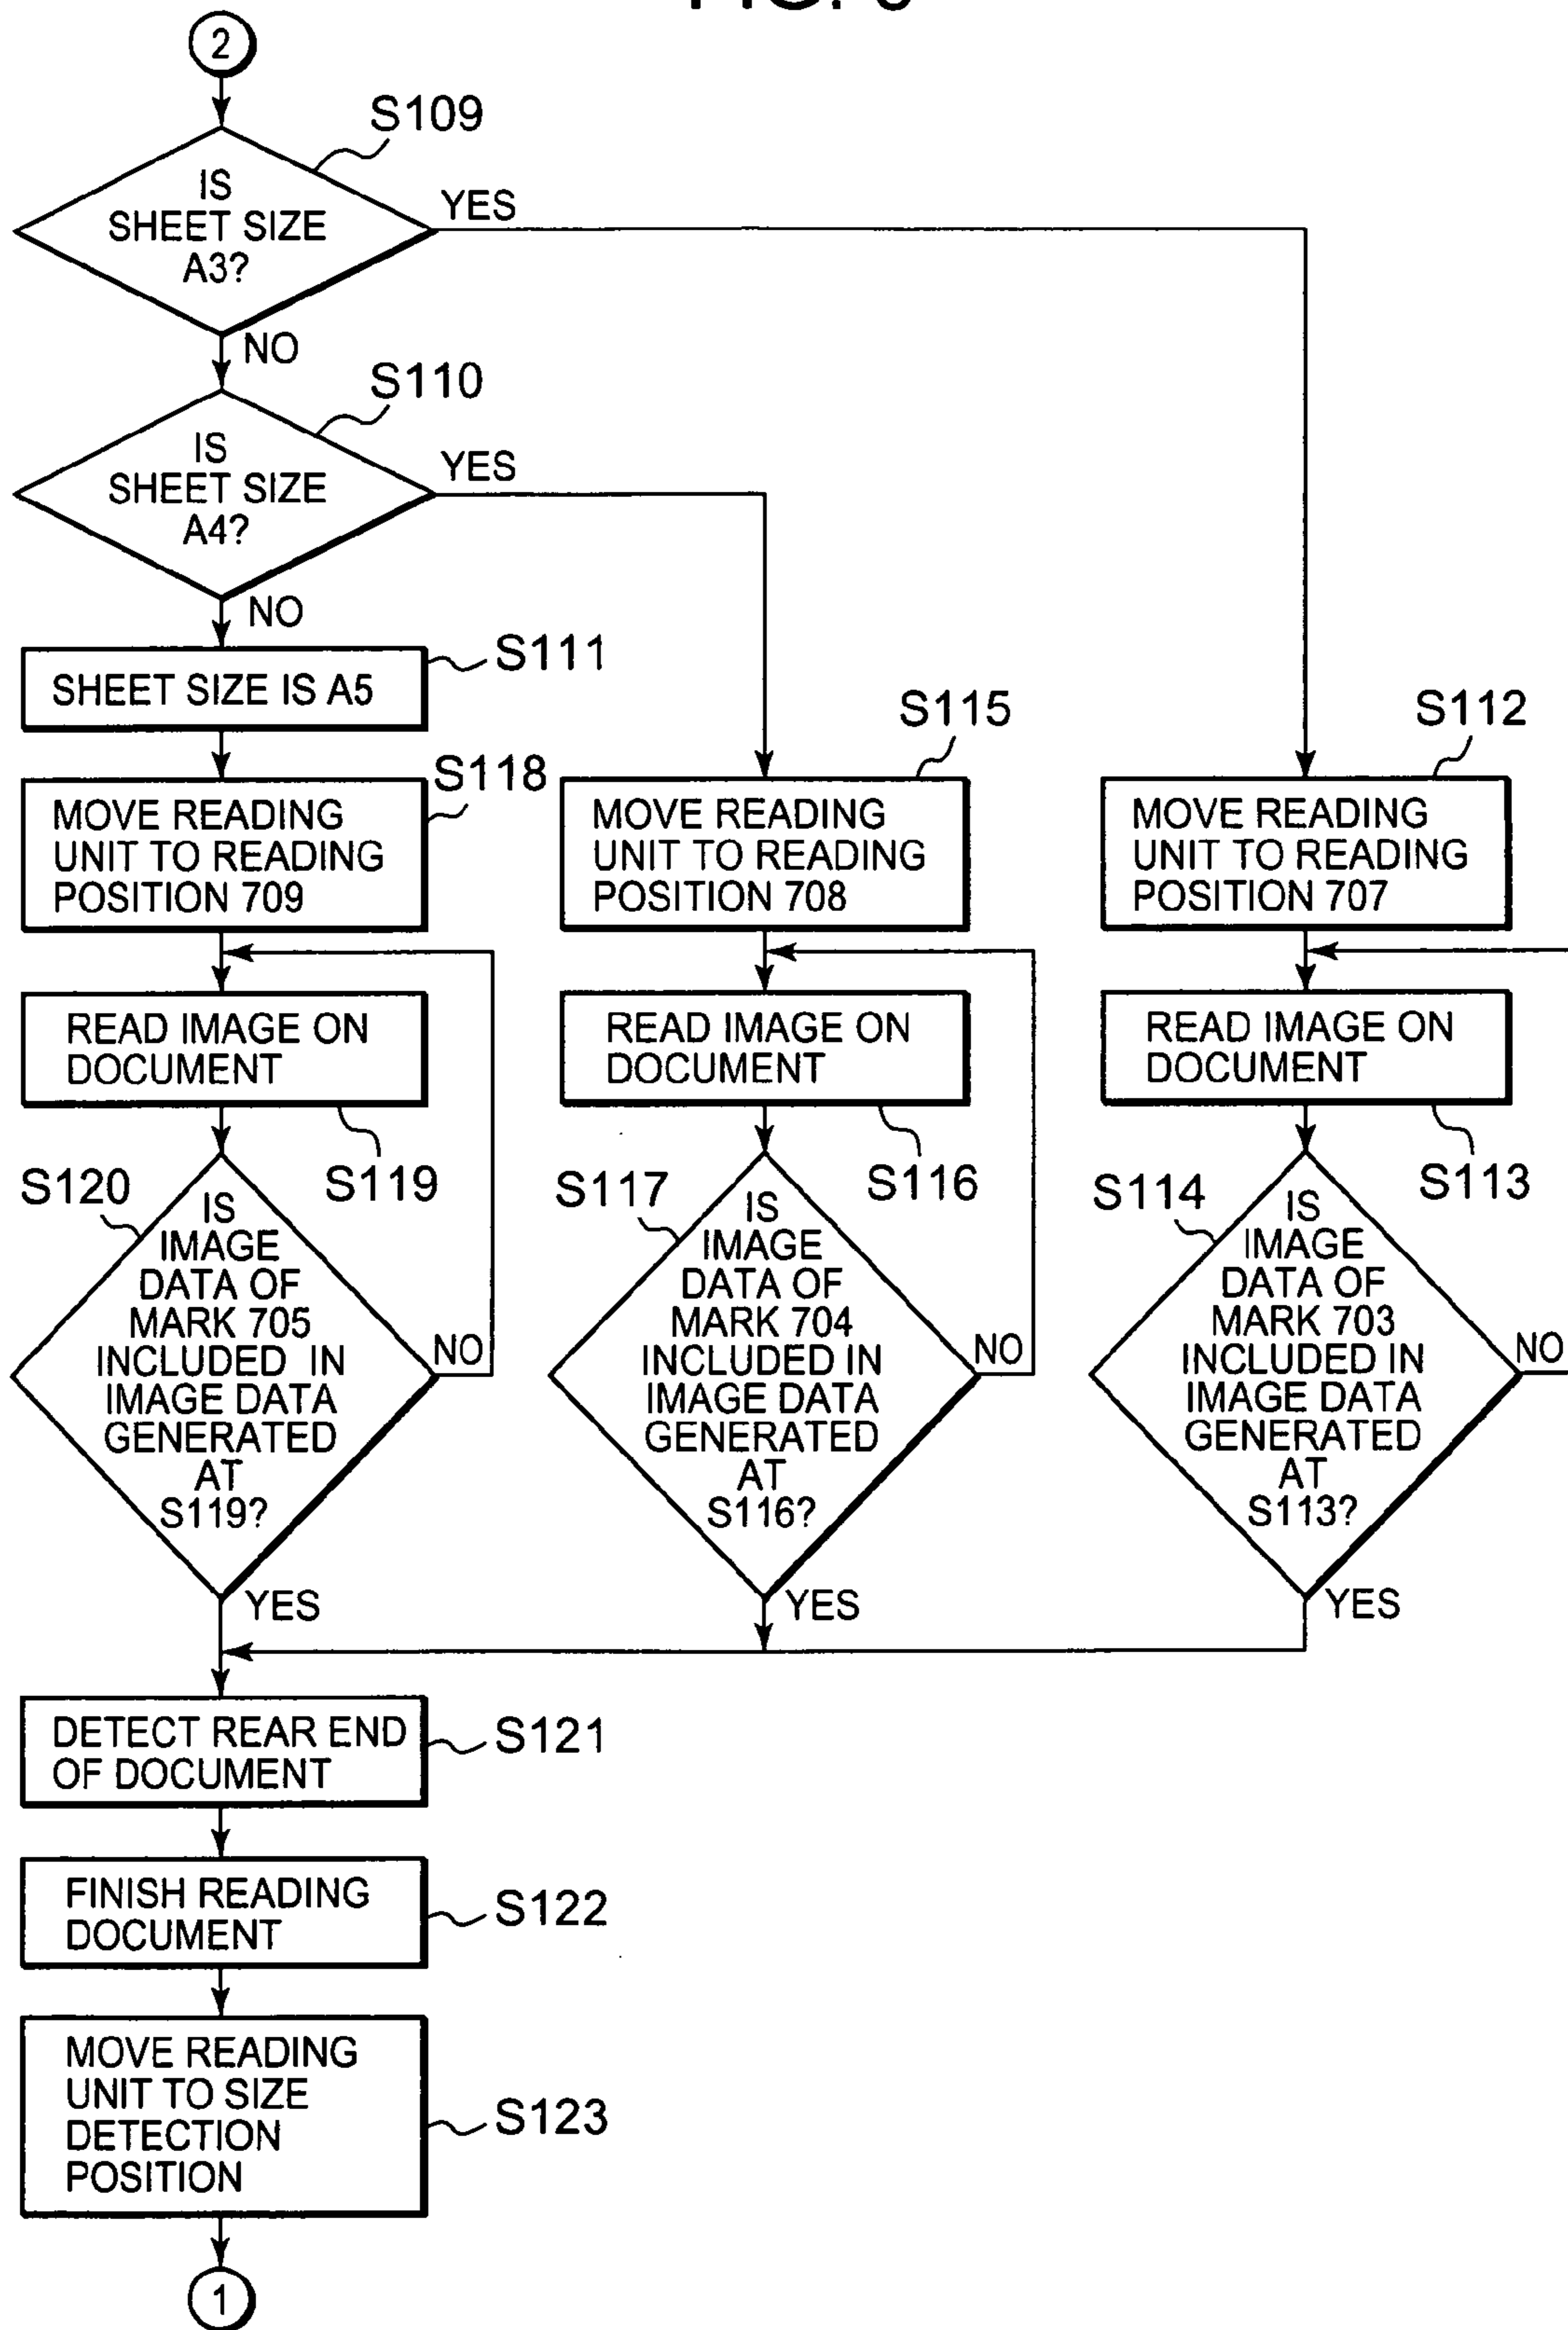 2
S109
IS
SHEET SIZE
A3?
YES
NO
S110
IS
SHEET SIZE
A4?
YES
NO
S111
SHEET SIZE IS A5
S118
MOVE READING
UNIT TO READING
POSITION 709
S115
MOVE READING
UNIT TO READING
POSITION 708
S112
MOVE READING
UNIT TO READING
POSITION 707
READ IMAGE ON
DOCUMENT
S119
READ IMAGE ON
DOCUMENT
S116
READ IMAGE ON
DOCUMENT
S113
S120
IS
IMAGE
DATA OF
MARK 705
INCLUDED IN
IMAGE DATA
GENERATED
AT
S119?
NO
YES
S117
IS
IMAGE
DATA OF
MARK 704
INCLUDED IN
IMAGE DATA
GENERATED
AT
S116?
NO
YES
S114
IS
IMAGE
DATA OF
MARK 703
INCLUDED IN
IMAGE DATA
GENERATED
AT
S113?
NO
YES
DETECT REAR END
OF DOCUMENT
S121
FINISH READING
DOCUMENT
S122
MOVE READING
UNIT TO SIZE
DETECTION
POSITION
S123
1